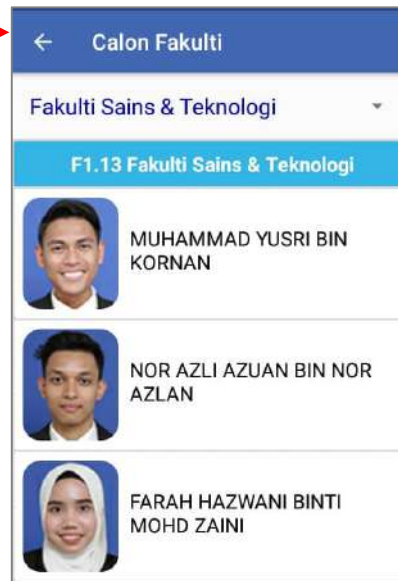 Calon Fakulti
Fakulti Sains & Teknologi
F1.13 Fakulti Sains & Teknologi
MUHAMMAD YUSRI BIN
KORNAN
NOR AZLI AZUAN BIN NOR
AZLAN
FARAH HAZWANI BINTI
MOHD ZAINI